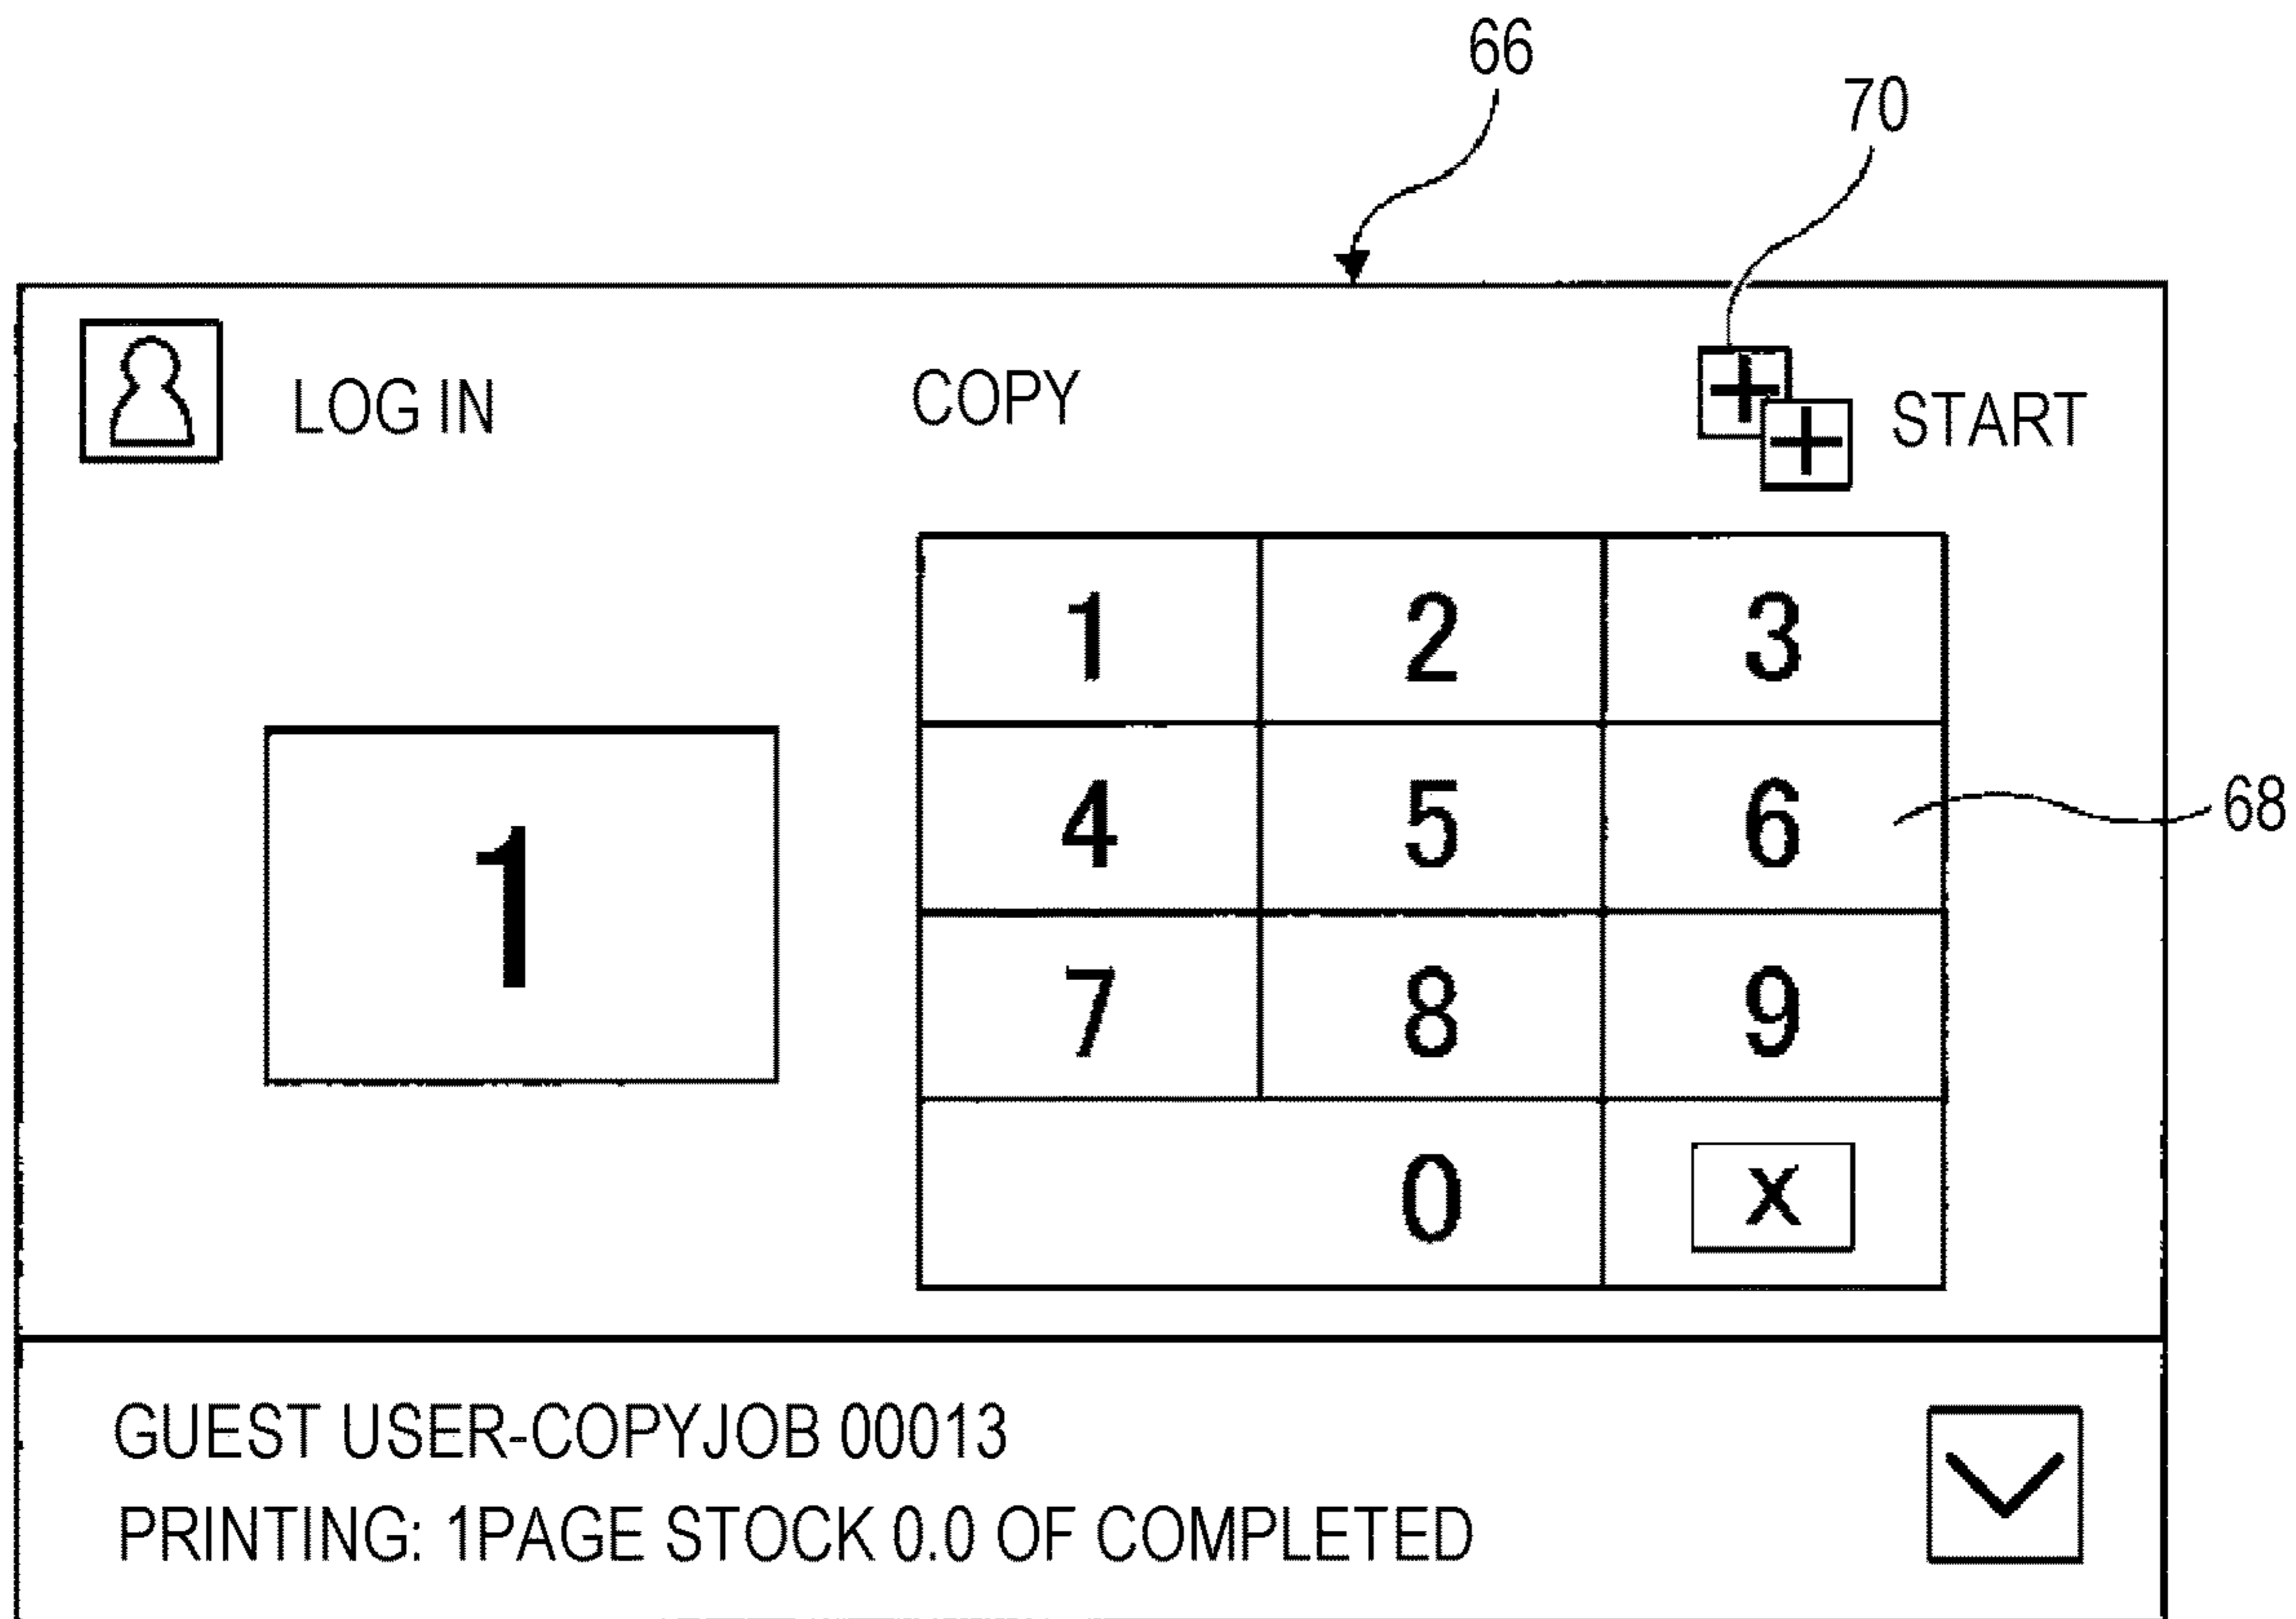 66
70
LOG IN COPY START
1 2 3
1
4 5 6
68
7 8 9
0 X
GUEST USER-COPYJOB 00013
PRINTING: 1PAGE STOCK 0.0 OF COMPLETED